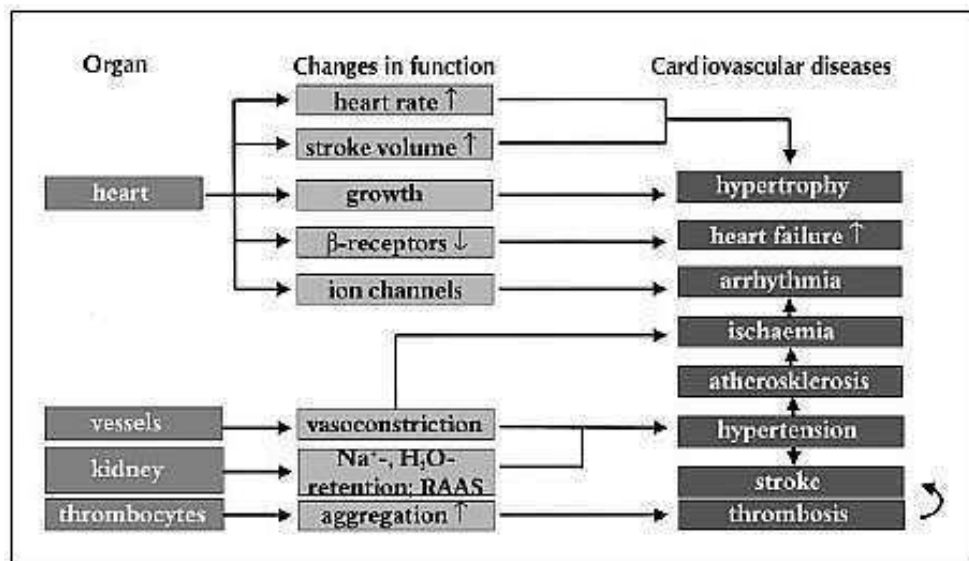 Organ Changes in function Cardiovascular diseases
heart rate ↑
stroke volume ↑
heart growth hypertrophy
β-receptors ↓ heart failure ↑
ion channels arrhythmia
ischaemia
atherosklerosis
vessels vasoconstriction hypertension
kidney Na⁺-, H₂O-
retention; RAAS stroke
thrombocytes aggregation ↑ thrombosis